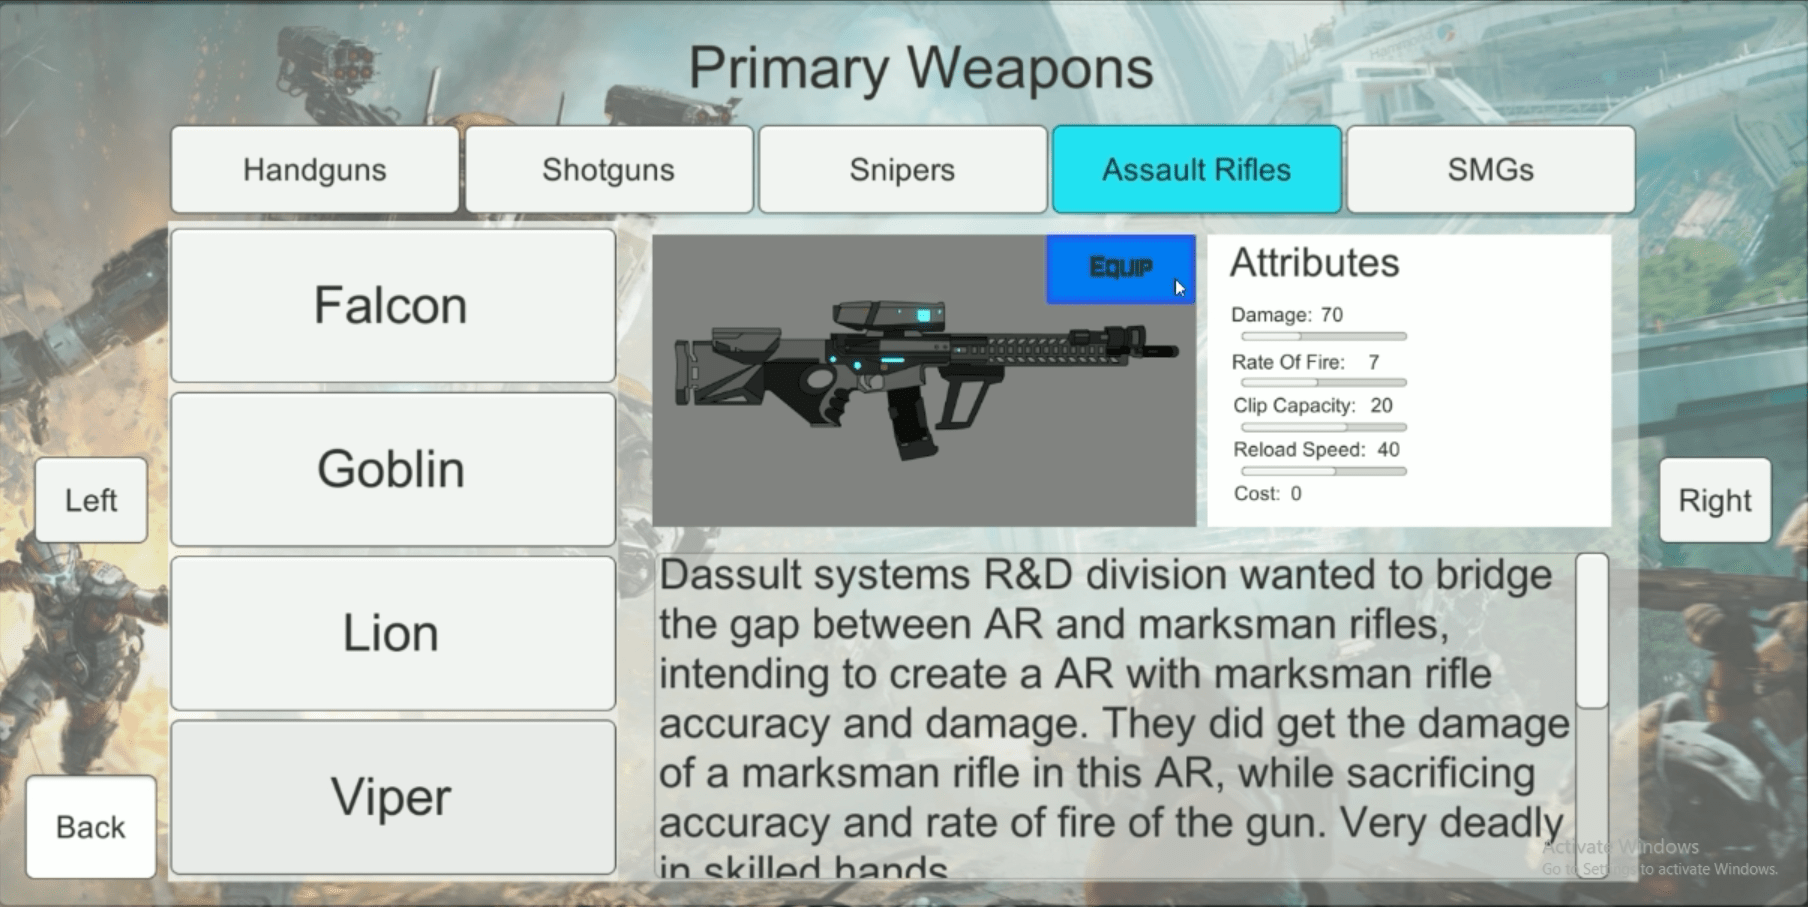 Primary Weapons
Handguns
Shotguns
Snipers
Assault Rifles
SMGs
Falcon
Goblin
Lion
Viper
Left
Back
Right
EQUIP
Attributes
Damage: 70
Rate Of Fire: 7
Clip Capacity: 20
Reload Speed: 40
Cost: 0
Dassult systems R&D division wanted to bridge
the gap between AR and marksman rifles,
intending to create a AR with marksman rifle
accuracy and damage. They did get the damage
of a marksman rifle in this AR, while sacrificing
accuracy and rate of fire of the gun. Very deadly
in skilled hands
Activate Windows
Go to Settings to activate Windows.